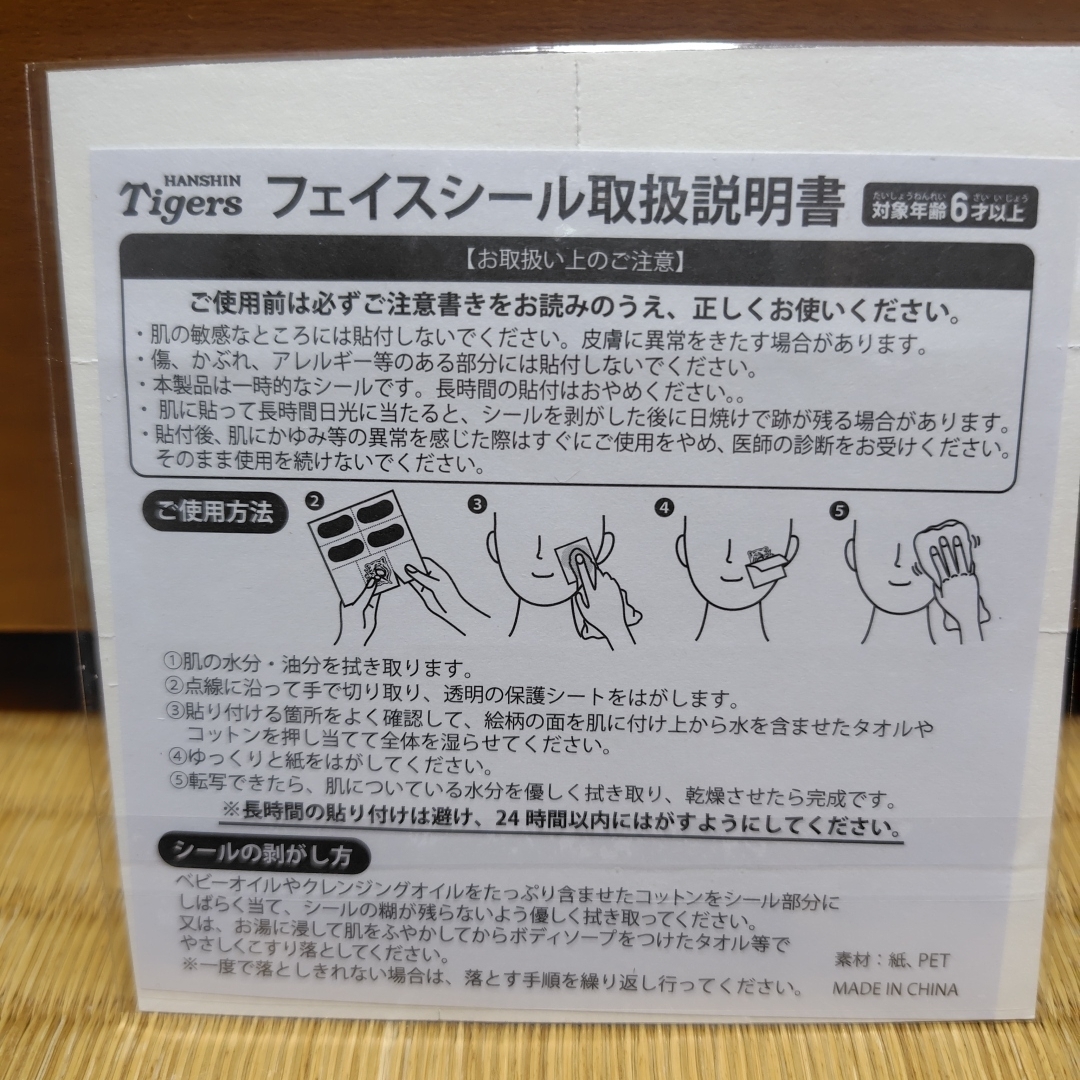 HANSHIN
Tigers
フェイスシール取扱説明書
たいしょうねんれい さい いじょう
対象年齢6才以上
【お取扱い上のご注意】
ご使用前は必ずご注意書きをお読みのうえ、正しくお使いください。
・肌の敏感なところには貼付しないでください。皮膚に異常をきたす場合があります。
・傷、かぶれ、アレルギー等のある部分には貼付しないでください。
・本製品は一時的なシールです。長時間の貼付はおやめください。。
・肌に貼って長時間日光に当たると、シールを剥がした後に日焼けで跡が残る場合があります。
・貼付後、肌にかゆみ等の異常を感じた際はすぐにご使用をやめ、医師の診断をお受けください。
そのまま使用を続けないでください。
ご使用方法
❷ ❸ ❹ ❺
①肌の水分・油分を拭き取ります。
②点線に沿って手で切り取り、透明の保護シートをはがします。
③貼り付ける箇所をよく確認して、絵柄の面を肌に付け上から水を含ませたタオルや
コットンを押し当てて全体を湿らせてください。
④ゆっくりと紙をはがしてください。
⑤転写できたら、肌についている水分を優しく拭き取り、乾燥させたら完成です。
※長時間の貼り付けは避け、24時間以内にはがすようにしてください。
シールの剥がし方
ベビーオイルやクレンジングオイルをたっぷり含ませたコットンをシール部分に
しばらく当て、シールの糊が残らないよう優しく拭き取ってください。
又は、お湯に浸して肌をふやかしてからボディソープをつけたタオル等で
やさしくこすり落としてください。
※一度で落としきれない場合は、落とす手順を繰り返し行ってください。
素材：紙、PET
MADE IN CHINA